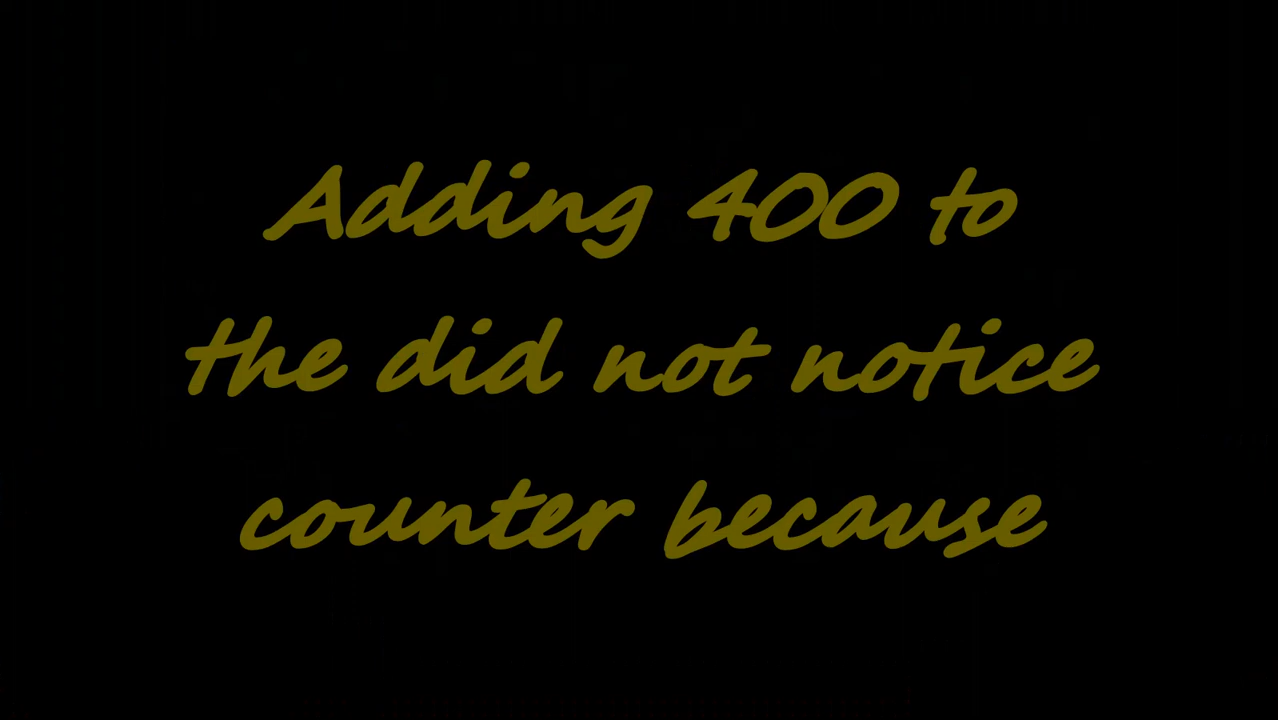 Adding 400 to
the did not notice
counter because